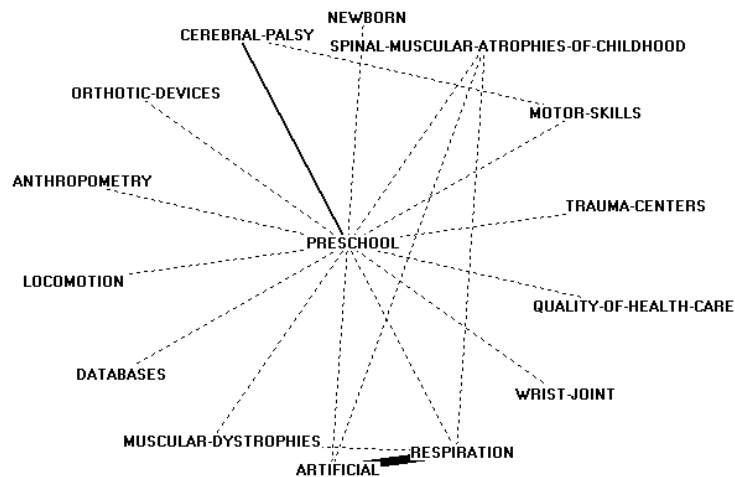 NEWBORN
CEREBRAL-PALSY
SPINAL-MUSCULAR-ATROPHIES-OF-CHILDHOOD
ORTHOTIC-DEVICES
MOTOR-SKILLS
ANTHROPOMETRY
TRAUMA-CENTERS
PRESCHOOL
LOCOMOTION
QUALITY-OF-HEALTH-CARE
DATABASES
WRIST-JOINT
MUSCULAR-DYSTROPHIES
RESPIRATION
ARTIFICIAL